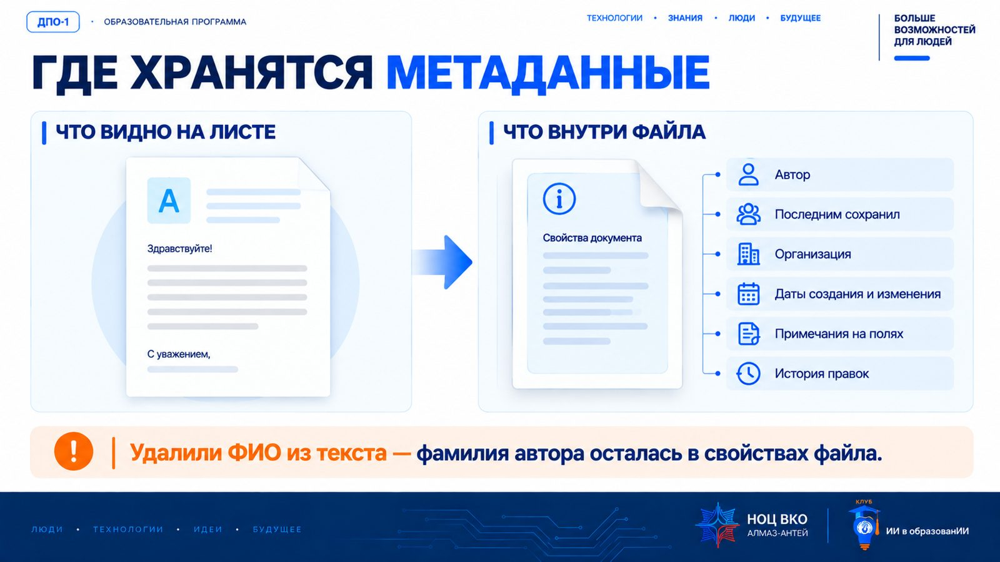 ДПО-1 • ОБРАЗОВАТЕЛЬНАЯ ПРОГРАММА
ТЕХНОЛОГИИ • ЗНАНИЯ • ЛЮДИ • БУДУЩЕЕ
БОЛЬШЕ
ВОЗМОЖНОСТЕЙ
ДЛЯ ЛЮДЕЙ
ГДЕ ХРАНЯТСЯ МЕТАДАННЫЕ
ЧТО ВИДНО НА ЛИСТЕ
А
Здравствуйте!
С уважением,
ЧТО ВНУТРИ ФАЙЛА
Свойства документа
Автор
Последним сохранил
Организация
Даты создания и изменения
Примечания на полях
История правок
Удалили ФИО из текста — фамилия автора осталась в свойствах файла.
ЛЮДИ • ТЕХНОЛОГИИ • ИДЕИ • БУДУЩЕЕ
НОЦ ВКО
АЛМАЗ-АНТЕЙ
КЛУБ
ИИ в образованИИ